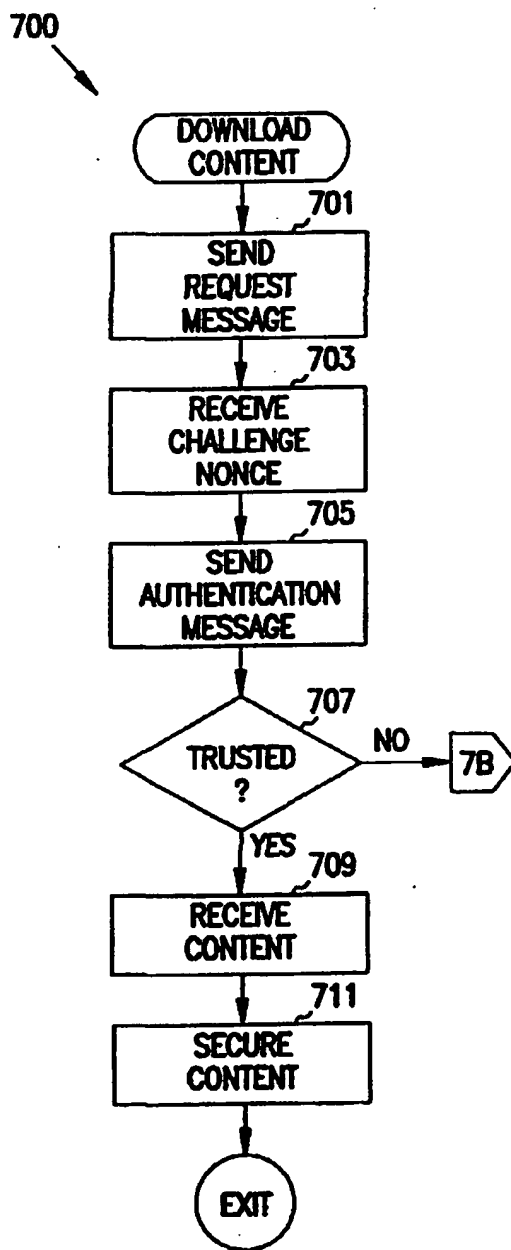 700
DOWNLOAD
CONTENT
701
SEND
REQUEST
MESSAGE
703
RECEIVE
CHALLENGE
NONCE
705
SEND
AUTHENTICATION
MESSAGE
707
TRUSTED
?
NO
7B
YES
709
RECEIVE
CONTENT
711
SECURE
CONTENT
EXIT